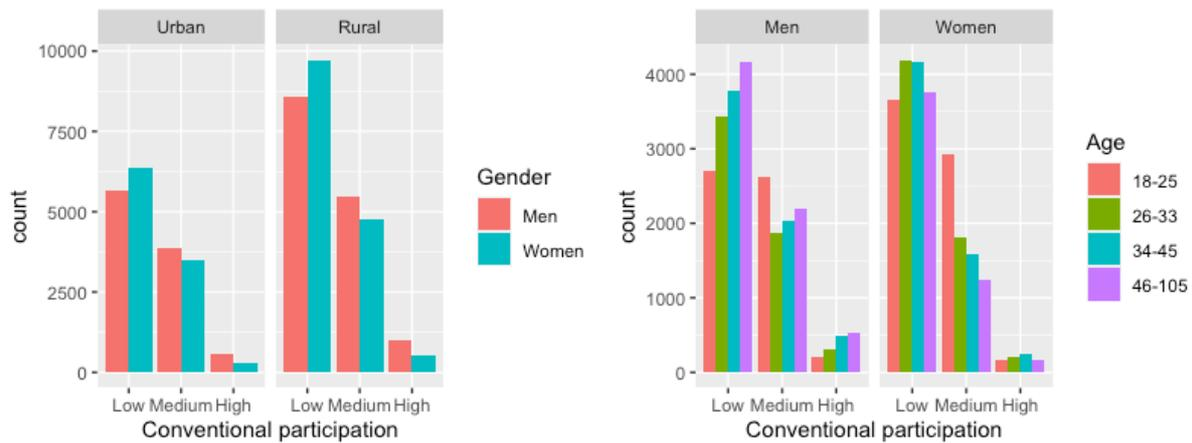 Urban Rural
10000
7500
5000
2500
0
count
Low Medium High Low Medium High
Conventional participation
Gender
Men
Women
Men Women
4000
3000
2000
1000
0
count
Low Medium High Low Medium High
Conventional participation
Age
18-25
26-33
34-45
46-105